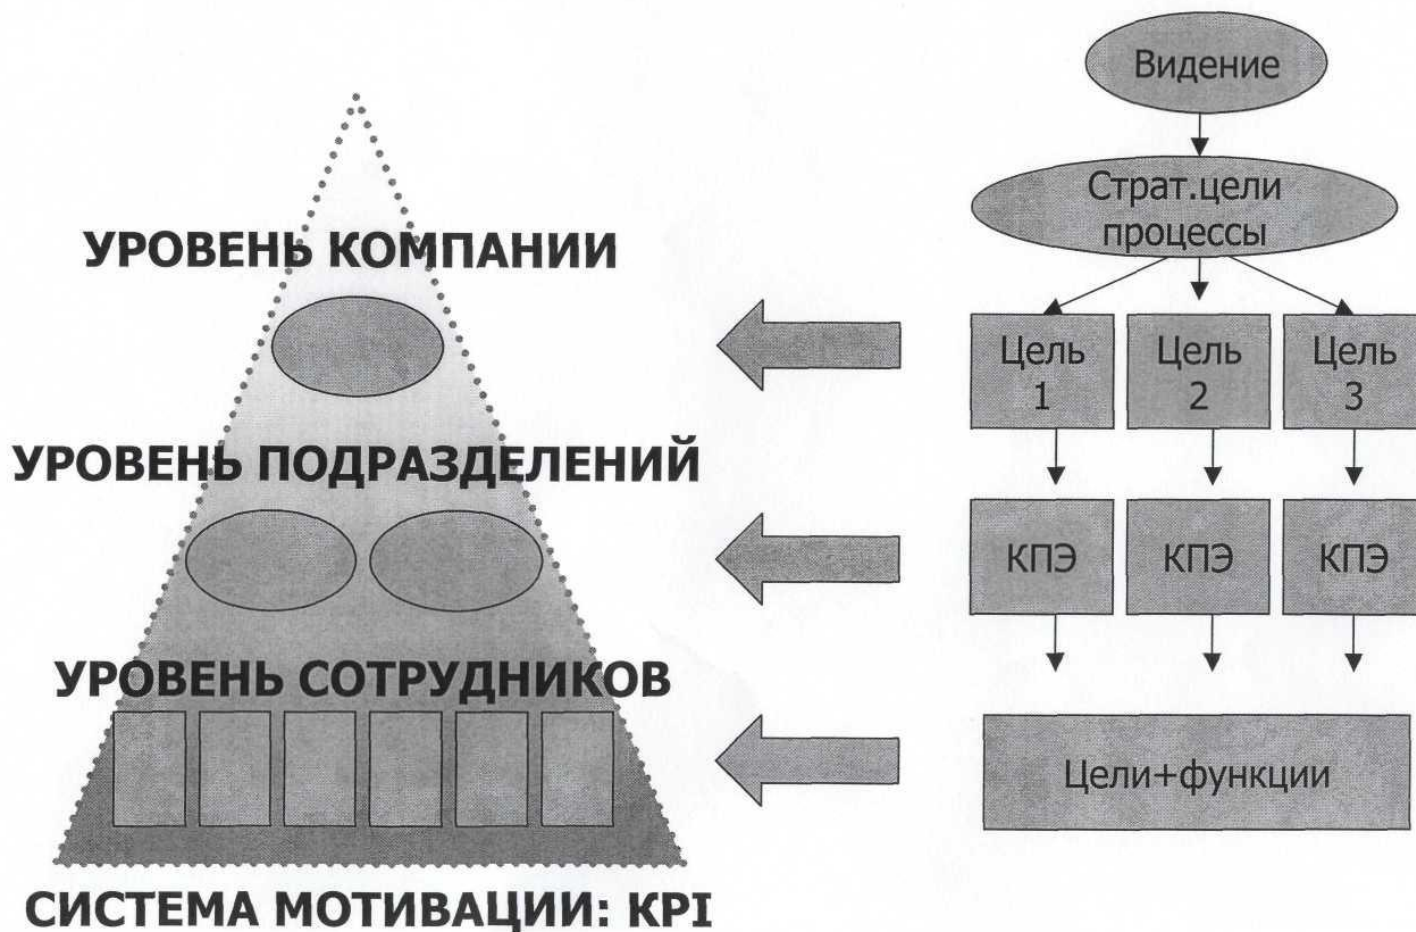 Видение
Страт.цели
процессы
УРОВЕНЬ КОМПАНИИ
Цель
1
Цель
2
Цель
3
УРОВЕНЬ ПОДРАЗДЕЛЕНИЙ
КПЭ
КПЭ
КПЭ
УРОВЕНЬ СОТРУДНИКОВ
Цели+функции
СИСТЕМА МОТИВАЦИИ: KPI